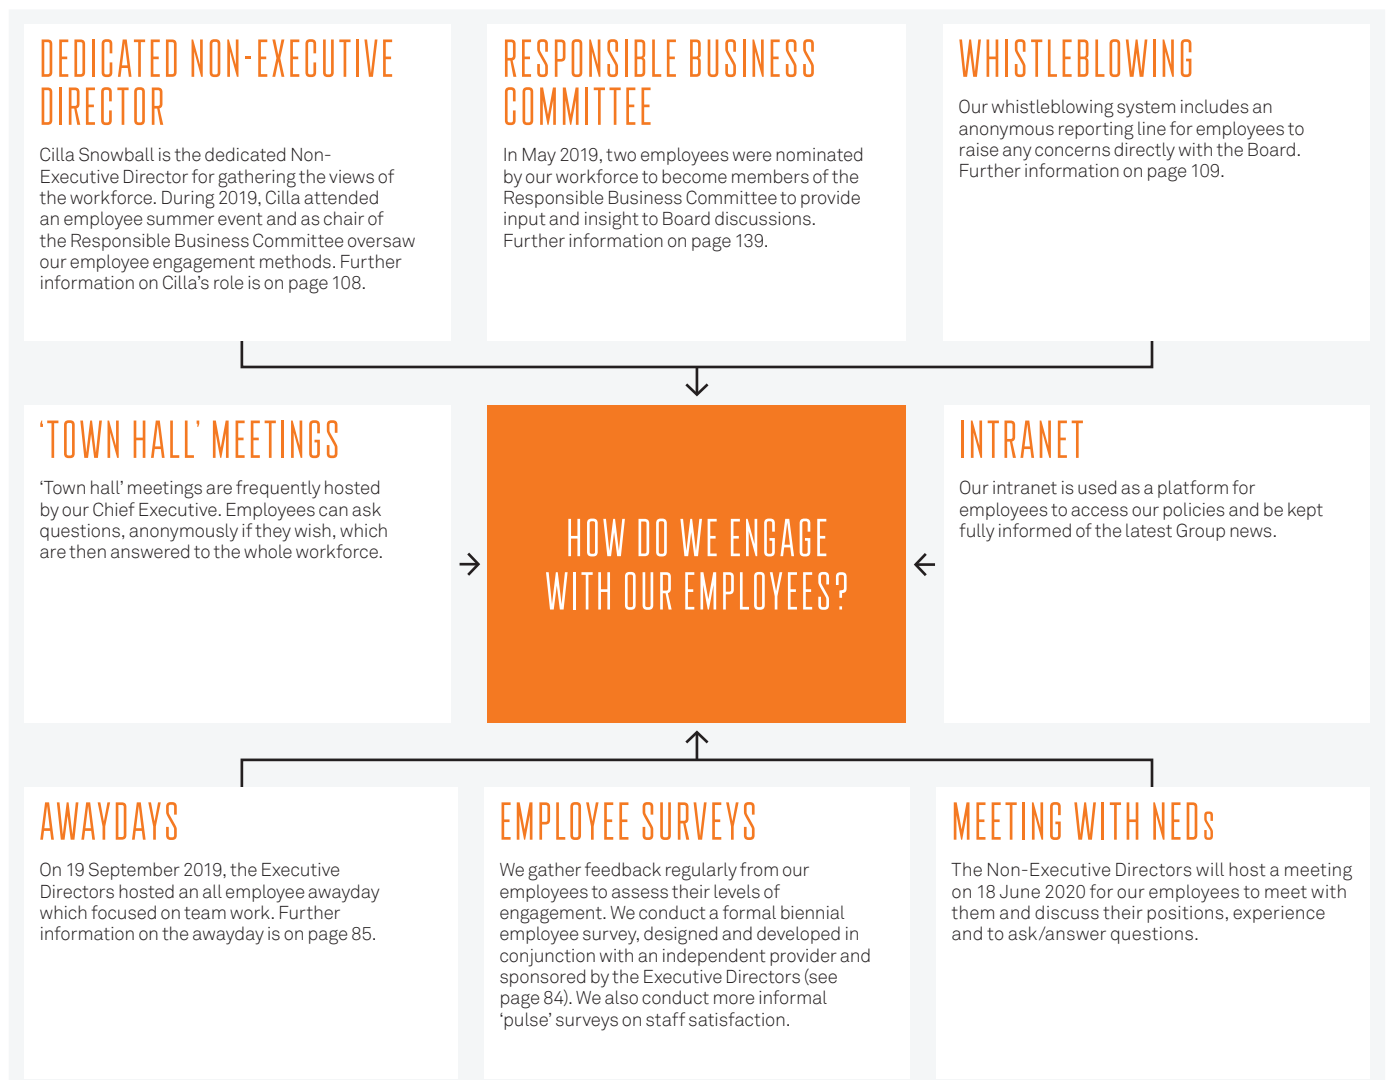 DEDICATED NON-EXECUTIVE
DIRECTOR
Cilla Snowball is the dedicated Non-
Executive Director for gathering the views of
the workforce. During 2019, Cilla attended
an employee summer event and as chair of
the Responsible Business Committee oversaw
our employee engagement methods. Further
information on Cilla's role is on page 108.
RESPONSIBLE BUSINESS
COMMITTEE
In May 2019, two employees were nominated
by our workforce to become members of the
Responsible Business Committee to provide
input and insight to Board discussions.
Further information on page 139.
WHISTLEBLOWING
Our whistleblowing system includes an
anonymous reporting line for employees to
raise any concerns directly with the Board.
Further information on page 109.
‘TOWN HALL’ MEETINGS
‘Town hall’ meetings are frequently hosted
by our Chief Executive. Employees can ask
questions, anonymously if they wish, which
are then answered to the whole workforce.
HOW DO WE ENGAGE
WITH OUR EMPLOYEES?
INTRANET
Our intranet is used as a platform for
employees to access our policies and be kept
fully informed of the latest Group news.
AWAYDAYS
On 19 September 2019, the Executive
Directors hosted an all employee awayday
which focused on team work. Further
information on the awayday is on page 85.
EMPLOYEE SURVEYS
We gather feedback regularly from our
employees to assess their levels of
engagement. We conduct a formal biennial
employee survey, designed and developed in
conjunction with an independent provider and
sponsored by the Executive Directors (see
page 84). We also conduct more informal
‘pulse’ surveys on staff satisfaction.
MEETING WITH NEDs
The Non-Executive Directors will host a meeting
on 18 June 2020 for our employees to meet with
them and discuss their positions, experience
and to ask/answer questions.